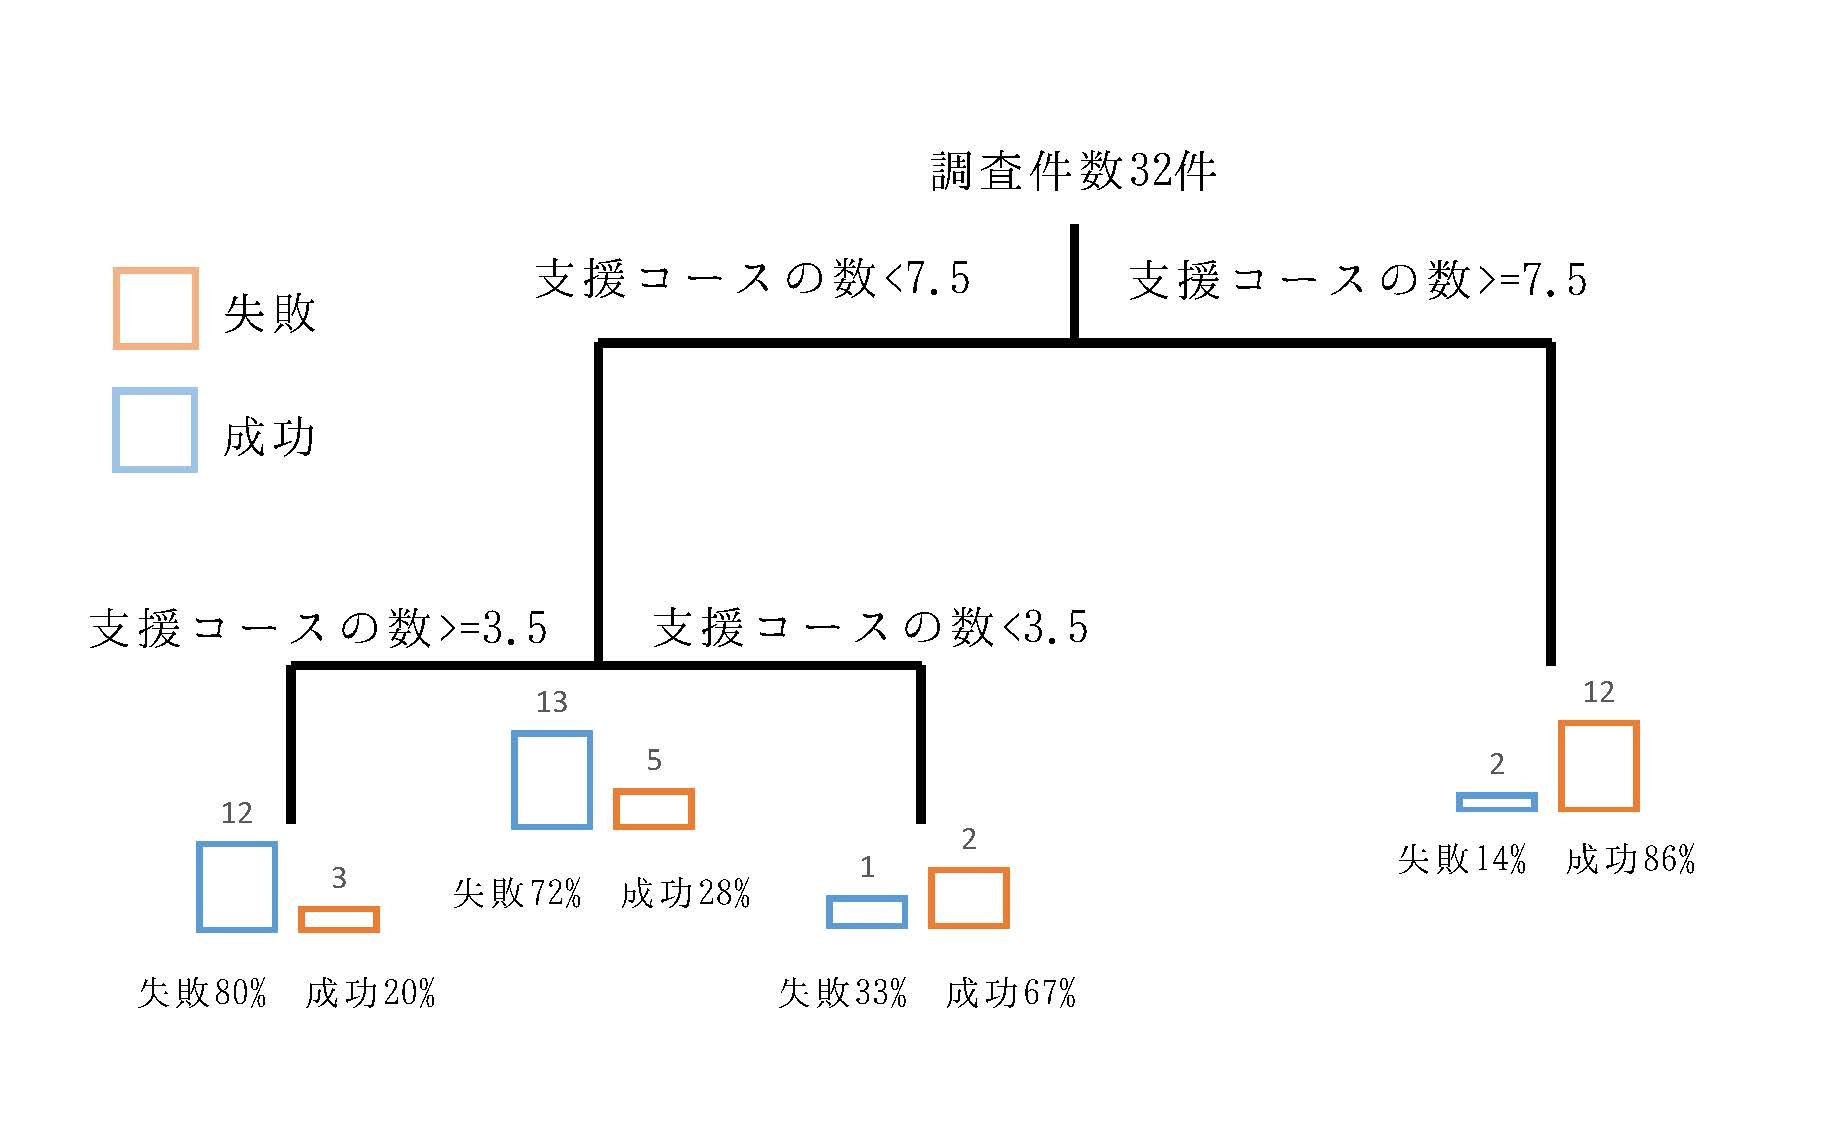 調査件数32件
支援コースの数<7.5
支援コースの数>=7.5
失敗
成功
支援コースの数>=3.5
支援コースの数<3.5
13
5
失敗72% 成功28%
2
12
失敗14% 成功86%
12
3
失敗80% 成功20%
1
2
失敗33% 成功67%